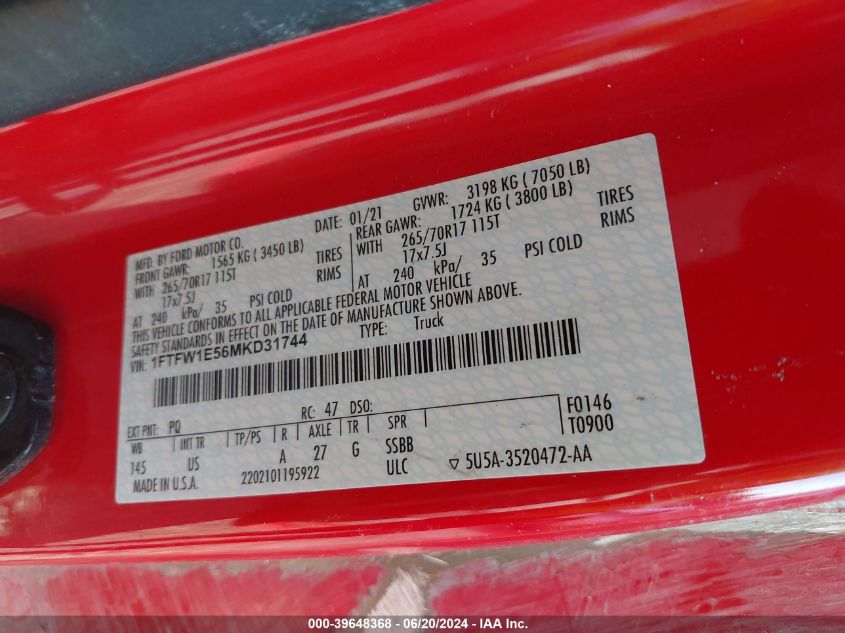 MFD. BY FORD MOTOR CO. DATE: 01/21 GVWR: 3198 KG ( 7050 LB)
FRONT GAWR: 1565 KG ( 3450 LB) REAR GAWR: 1724 KG ( 3800 LB)
WITH 265/70R17 115T TIRES WITH 265/70R17 115T TIRES
17x7.5J RIMS 17x7.5J RIMS
AT 240 kPa/ 35 PSI COLD AT 240 kPa/ 35 PSI COLD
THIS VEHICLE CONFORMS TO ALL APPLICABLE FEDERAL MOTOR VEHICLE
SAFETY STANDARDS IN EFFECT ON THE DATE OF MANUFACTURE SHOWN ABOVE.
VIN: 1FTFW1E56MKD31744 TYPE: Truck
EXT PNT: PQ RC: 47 DSO: F0146
WB INT TR TP/PS R AXLE TR SPR T0900
145 US A 27 G SSBB
MADE IN U.S.A. 2202101195922 ULC ▽ 5U5A-3520472-AA
000-39648368 - 06/20/2024 - IAA Inc.